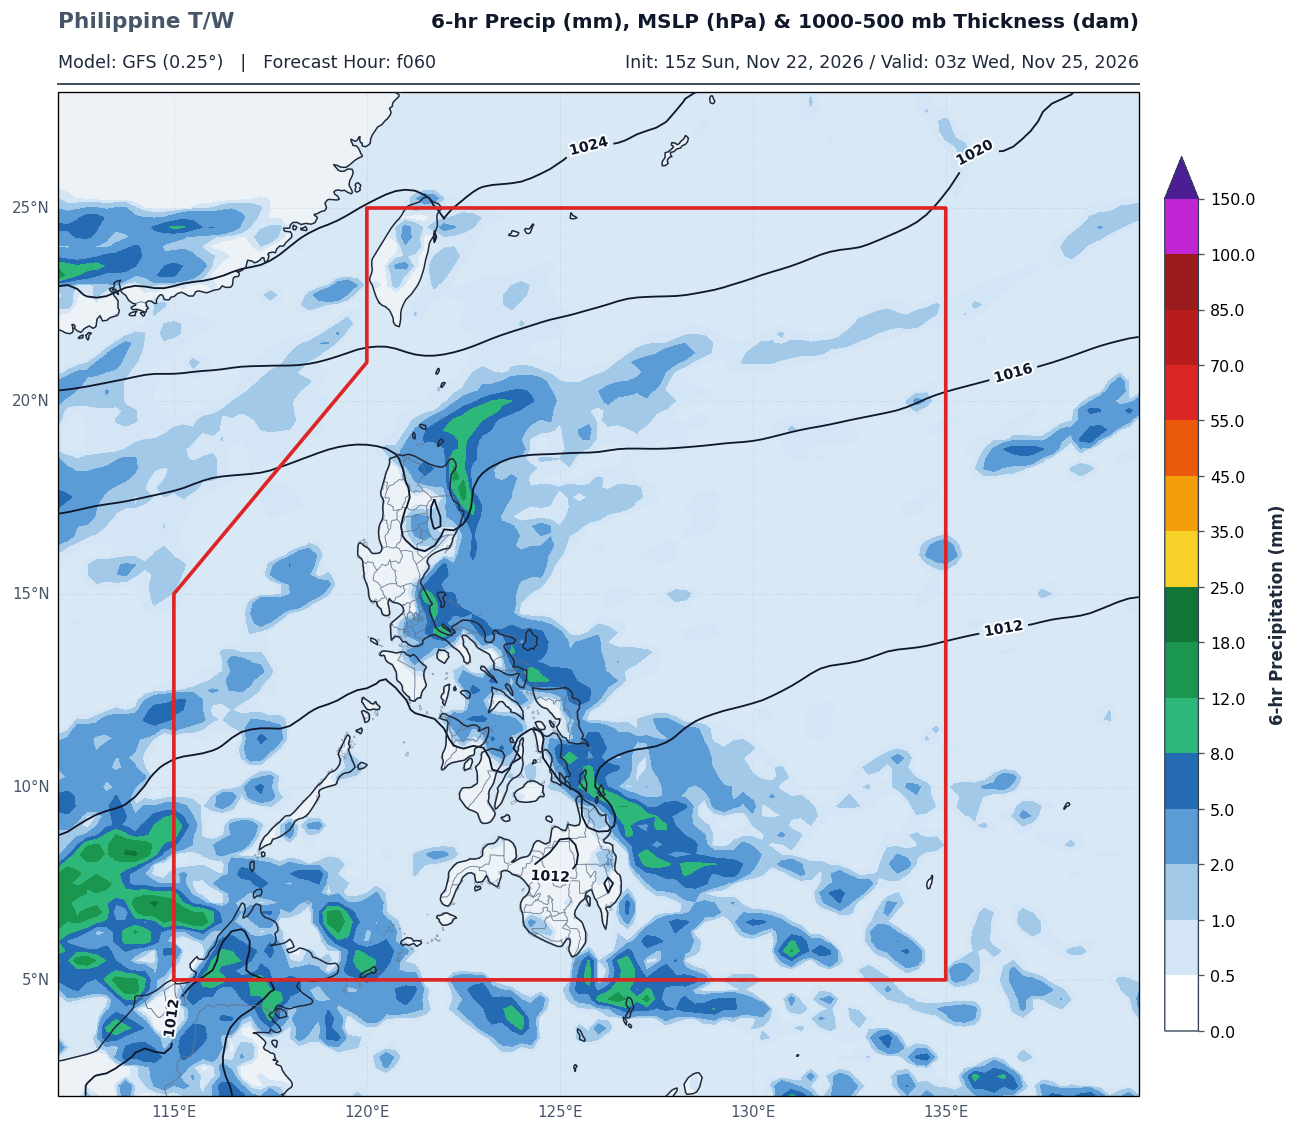 Philippine T/W
6-hr Precip (mm), MSLP (hPa) & 1000-500 mb Thickness (dam)
Model: GFS (0.25°) | Forecast Hour: f060
Init: 15z Sun, Nov 22, 2026 / Valid: 03z Wed, Nov 25, 2026
1024
1020
1016
1012
1012
1012
25°N
20°N
15°N
10°N
5°N
115°E
120°E
125°E
130°E
135°E
150.0
100.0
85.0
70.0
55.0
45.0
35.0
25.0
18.0
12.0
8.0
5.0
2.0
1.0
0.5
0.0
6-hr Precipitation (mm)